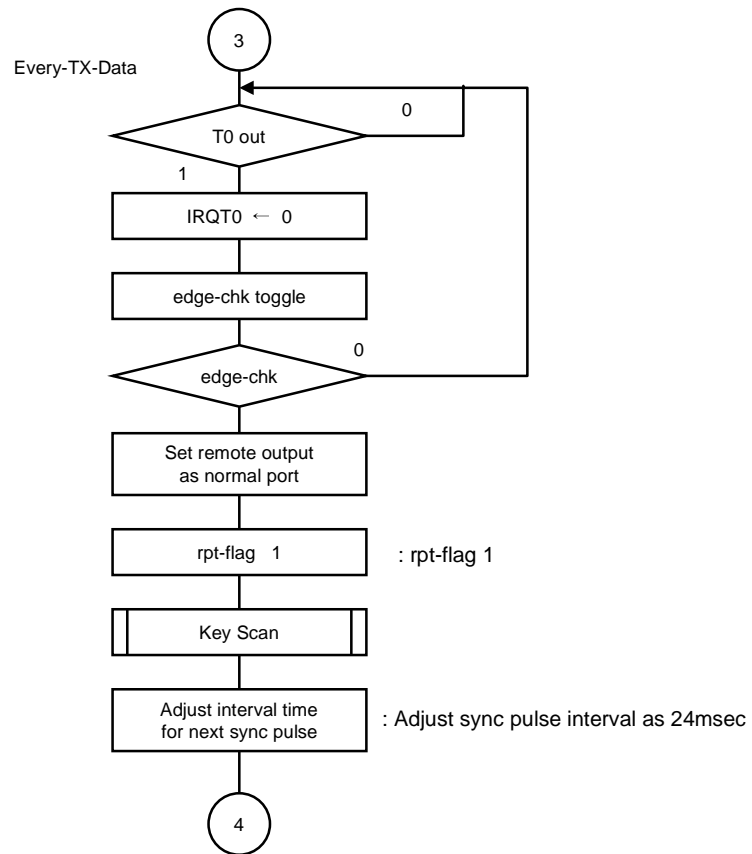 3
Every-TX-Data
0
T0 out
1
IRQT0 ← 0
edge-chk toggle
0
edge-chk
Set remote output
as normal port
rpt-flag 1
: rpt-flag 1
Key Scan
Adjust interval time
for next sync pulse
: Adjust sync pulse interval as 24msec
4